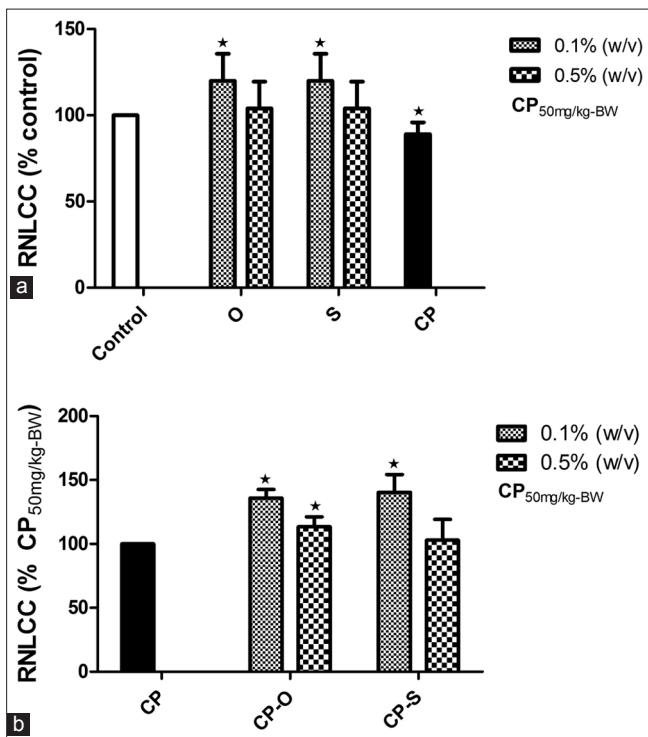 RNLCC (% control)
150
100
50
0
★
★
★
Control
O
S
CP
0.1% (w/v)
0.5% (w/v)
CP50mg/kg-BW
a
RNLCC (% CP50mg/kg-BW)
200
150
100
50
0
★
★
★
CP
CP-O
CP-S
0.1% (w/v)
0.5% (w/v)
CP50mg/kg-BW
b